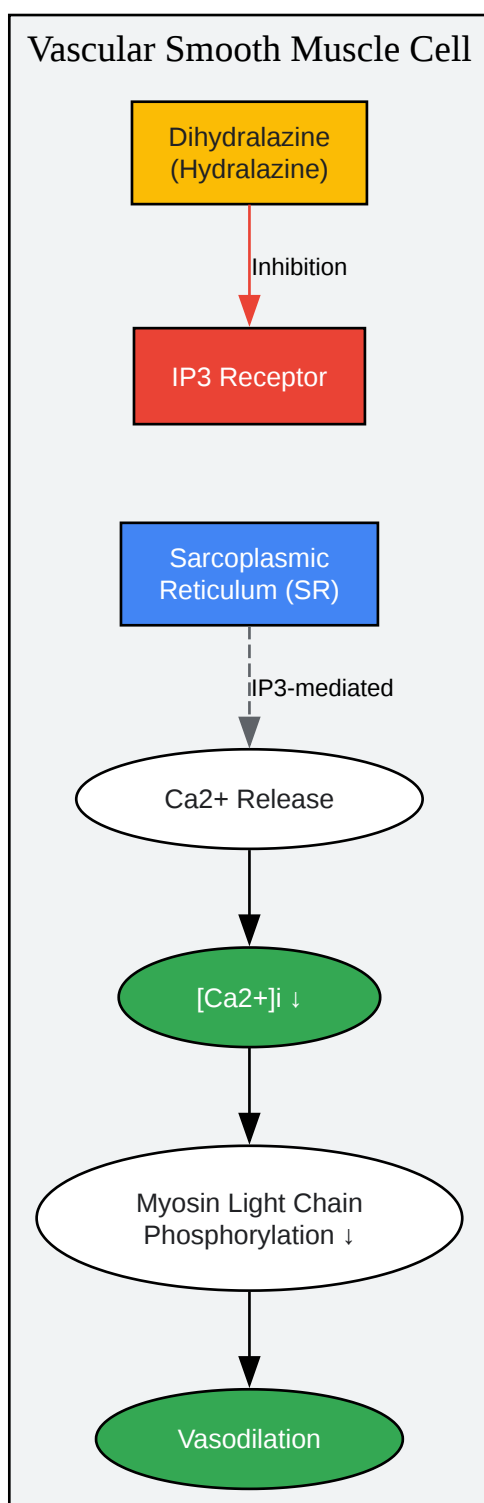 Vascular Smooth Muscle Cell
Dihydralazine
(Hydralazine)
Inhibition
IP3 Receptor
Sarcoplasmic
Reticulum (SR)
IP3-mediated
Ca2+ Release
[Ca2+]i ↓
Myosin Light Chain
Phosphorylation ↓
Vasodilation